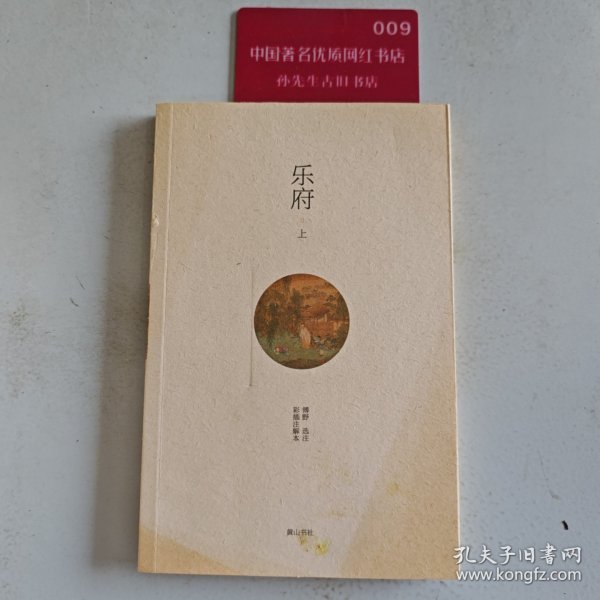 009
中国著名优质网红书店
孙先生古旧书店
乐府
上
傅野 选注
彩插注解本
黄山书社
孔夫子旧书网
www.kongfz.com